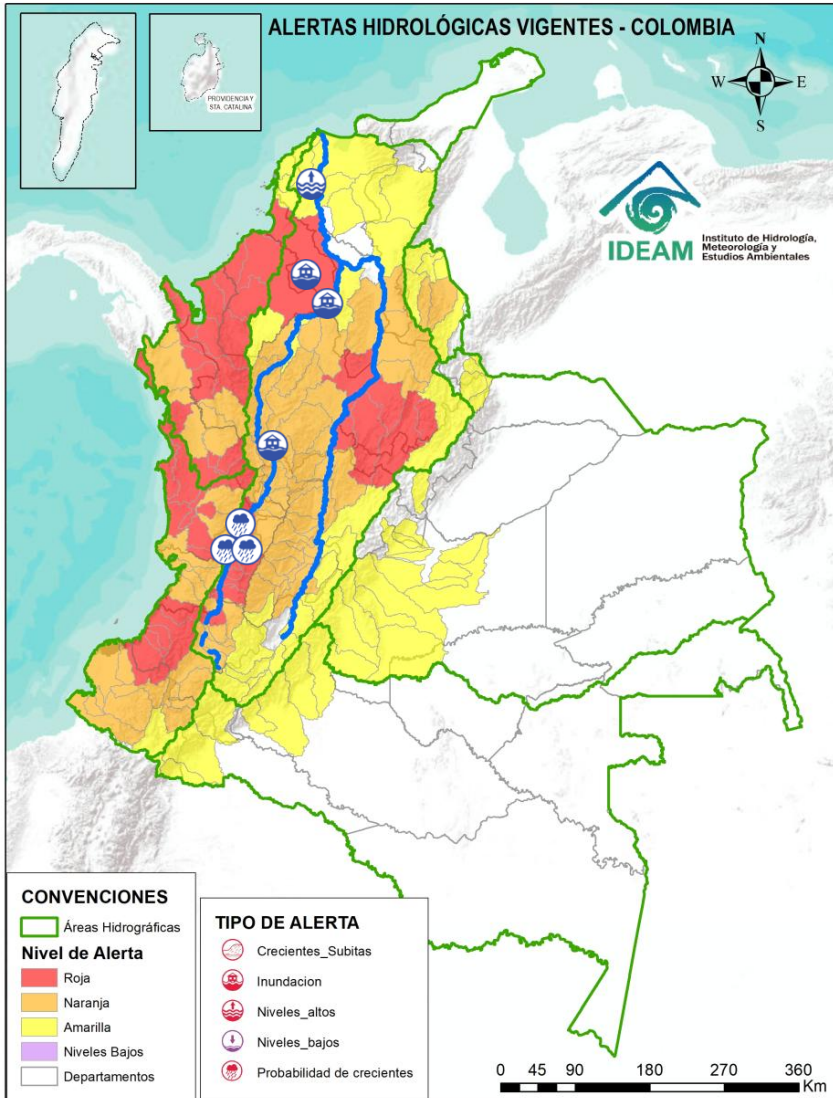 ALERTAS HIDROLÓGICAS VIGENTES - COLOMBIA
PROVIDENCIA Y
STA. CATALINA
N
W
E
S
IDEAM
Instituto de Hidrología,
Meteorología y
Estudios Ambientales
CONVENCIONES
Áreas Hidrográficas
Nivel de Alerta
Roja
Naranja
Amarilla
Niveles Bajos
Departamentos
TIPO DE ALERTA
Crecientes_Subitas
Inundacion
Niveles_altos
Niveles_bajos
Probabilidad de crecientes
0 45 90 180 270 360
Km